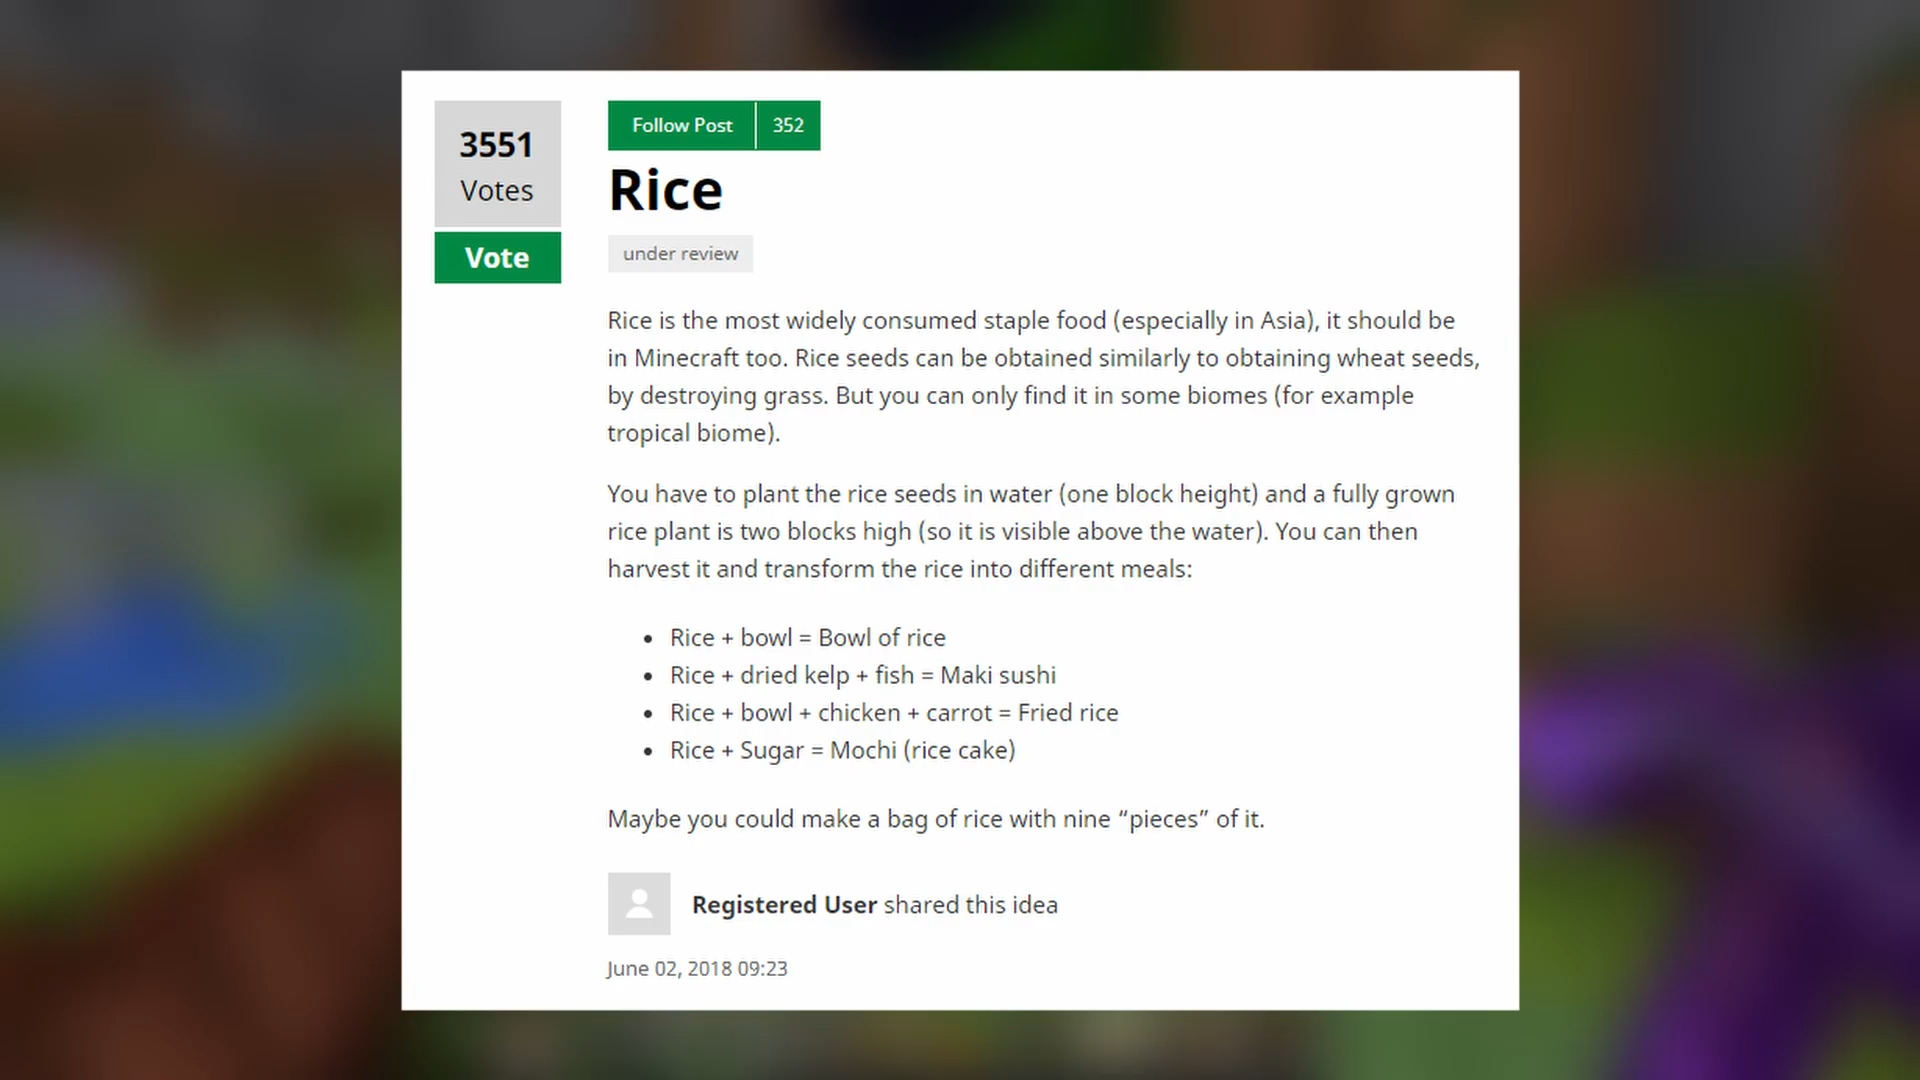 3551
Votes
Vote
Follow Post 352
Rice
under review
Rice is the most widely consumed staple food (especially in Asia), it should be
in Minecraft too. Rice seeds can be obtained similarly to obtaining wheat seeds,
by destroying grass. But you can only find it in some biomes (for example
tropical biome).
You have to plant the rice seeds in water (one block height) and a fully grown
rice plant is two blocks high (so it is visible above the water). You can then
harvest it and transform the rice into different meals:
• Rice + bowl = Bowl of rice
• Rice + dried kelp + fish = Maki sushi
• Rice + bowl + chicken + carrot = Fried rice
• Rice + Sugar = Mochi (rice cake)
Maybe you could make a bag of rice with nine “pieces” of it.
Registered User shared this idea
June 02, 2018 09:23